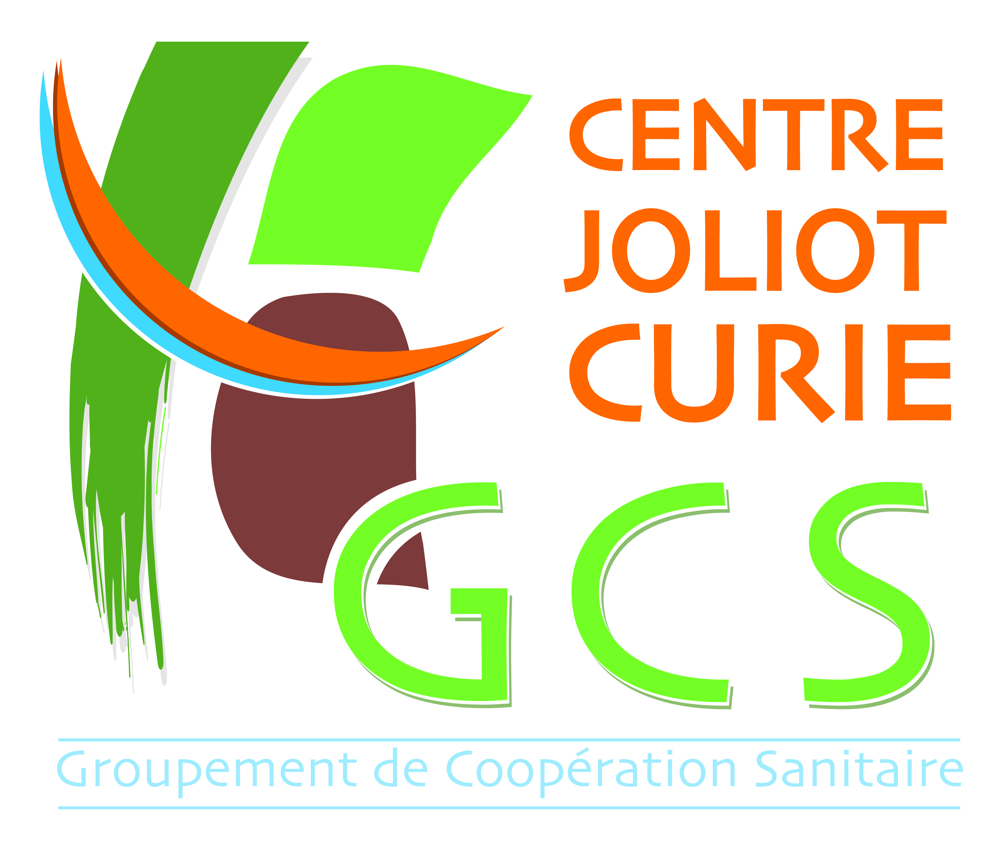 CENTRE
JOLIOT
CURIE
GCS
Groupement de Coopération Sanitaire